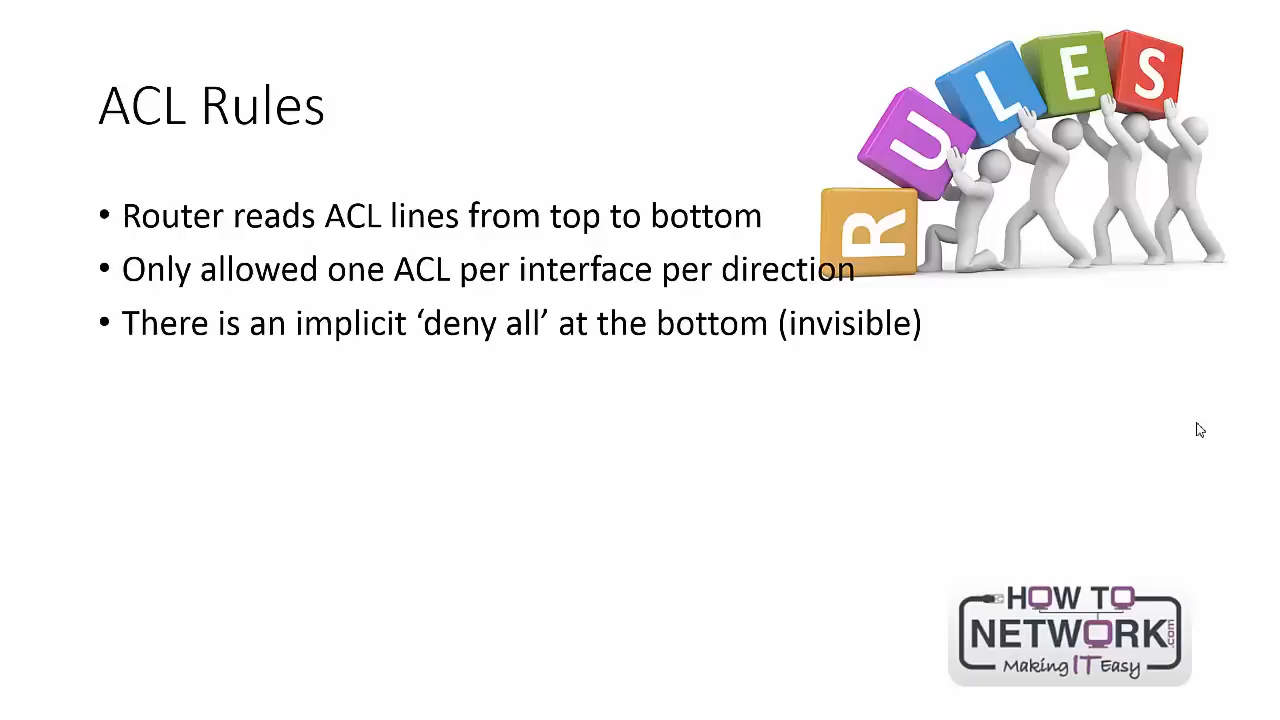 RULES
ACL Rules
• Router reads ACL lines from top to bottom
• Only allowed one ACL per interface per direction
• There is an implicit ‘deny all’ at the bottom (invisible)
HOW TO
NETWORK.com
Making IT Easy